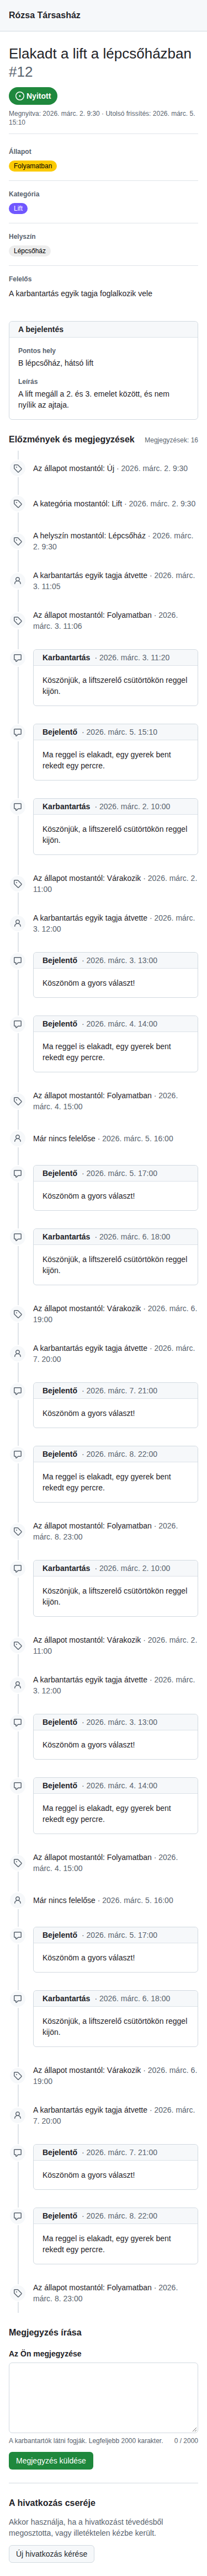 Rózsa Társasház
Elakadt a lift a lépcsőházban
#12
Nyitott
Megnyitva: 2026. márc. 2. 9:30 · Utolsó frissítés: 2026. márc. 5.
15:10
Állapot
Folyamatban
Kategória
Lift
Helyszín
Lépcsőház
Felelős
A karbantartás egyik tagja foglalkozik vele
A bejelentés
Pontos hely
B lépcsőház, hátsó lift
Leírás
A lift megáll a 2. és 3. emelet között, és nem
nyílik az ajtaja.
Előzmények és megjegyzések
Megjegyzések: 16
Az állapot mostantól: Új · 2026. márc. 2. 9:30
A kategória mostantól: Lift · 2026. márc. 2. 9:30
A helyszín mostantól: Lépcsőház · 2026. márc.
2. 9:30
A karbantartás egyik tagja átvette · 2026. márc.
3. 11:05
Az állapot mostantól: Folyamatban · 2026.
márc. 3. 11:06
Karbantartás · 2026. márc. 3. 11:20
Köszönjük, a liftszerelő csütörtökön reggel
kijön.
Bejelentő · 2026. márc. 5. 15:10
Ma reggel is elakadt, egy gyerek bent
rekedt egy percre.
Karbantartás · 2026. márc. 2. 10:00
Köszönjük, a liftszerelő csütörtökön reggel
kijön.
Az állapot mostantól: Várakozik · 2026. márc. 2.
11:00
A karbantartás egyik tagja átvette · 2026. márc.
3. 12:00
Bejelentő · 2026. márc. 3. 13:00
Köszönöm a gyors választ!
Bejelentő · 2026. márc. 4. 14:00
Ma reggel is elakadt, egy gyerek bent
rekedt egy percre.
Az állapot mostantól: Folyamatban · 2026.
márc. 4. 15:00
Már nincs felelőse · 2026. márc. 5. 16:00
Bejelentő · 2026. márc. 5. 17:00
Köszönöm a gyors választ!
Karbantartás · 2026. márc. 6. 18:00
Köszönjük, a liftszerelő csütörtökön reggel
kijön.
Az állapot mostantól: Várakozik · 2026. márc. 6.
19:00
A karbantartás egyik tagja átvette · 2026. márc.
7. 20:00
Bejelentő · 2026. márc. 7. 21:00
Köszönöm a gyors választ!
Bejelentő · 2026. márc. 8. 22:00
Ma reggel is elakadt, egy gyerek bent
rekedt egy percre.
Az állapot mostantól: Folyamatban · 2026.
márc. 8. 23:00
Karbantartás · 2026. márc. 2. 10:00
Köszönjük, a liftszerelő csütörtökön reggel
kijön.
Az állapot mostantól: Várakozik · 2026. márc. 2.
11:00
A karbantartás egyik tagja átvette · 2026. márc.
3. 12:00
Bejelentő · 2026. márc. 3. 13:00
Köszönöm a gyors választ!
Bejelentő · 2026. márc. 4. 14:00
Ma reggel is elakadt, egy gyerek bent
rekedt egy percre.
Az állapot mostantól: Folyamatban · 2026.
márc. 4. 15:00
Már nincs felelőse · 2026. márc. 5. 16:00
Bejelentő · 2026. márc. 5. 17:00
Köszönöm a gyors választ!
Karbantartás · 2026. márc. 6. 18:00
Köszönjük, a liftszerelő csütörtökön reggel
kijön.
Az állapot mostantól: Várakozik · 2026. márc. 6.
19:00
A karbantartás egyik tagja átvette · 2026. márc.
7. 20:00
Bejelentő · 2026. márc. 7. 21:00
Köszönöm a gyors választ!
Bejelentő · 2026. márc. 8. 22:00
Ma reggel is elakadt, egy gyerek bent
rekedt egy percre.
Az állapot mostantól: Folyamatban · 2026.
márc. 8. 23:00
Megjegyzés írása
Az Ön megjegyzése
A karbantartók látni fogják. Legfeljebb 2000 karakter.
0 / 2000
Megjegyzés küldése
A hivatkozás cseréje
Akkor használja, ha a hivatkozást tévedésből
megosztotta, vagy illetéktelen kézbe került.
Új hivatkozás kérése